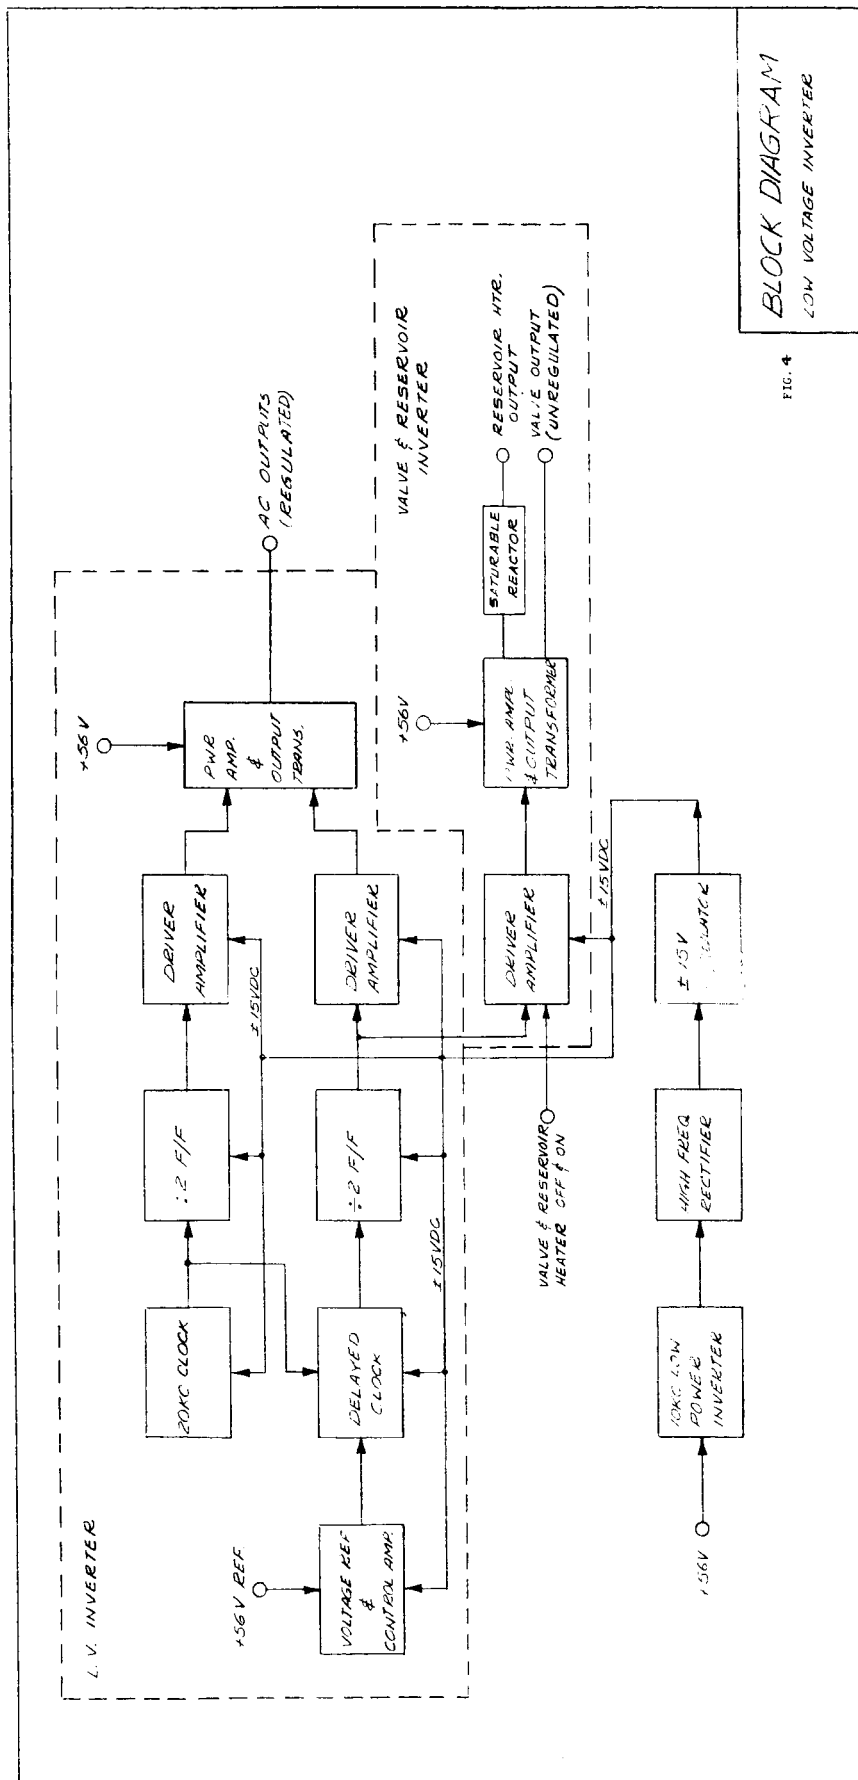 L. V. INVERTER
+56V REF.
VOLTAGE REF
&
CONTROL AMP.
20KC CLOCK
DELAYED
CLOCK
÷2 F/F
÷2 F/F
±15VDC
±15VDC
DRIVER
AMPLIFIER
DRIVER
AMPLIFIER
+56V
PWR
AMP.
&
OUTPUT
TRANS.
AC OUTPUTS
(REGULATED)
VALVE & RESERVOIR
INVERTER
VALVE & RESERVOIR
HEATER OFF & ON
DRIVER
AMPLIFIER
±15VDC
+56V
PWR. AMPL.
& OUTPUT
TRANSFORMER
SATURABLE
REACTOR
RESERVOIR HTR.
OUTPUT
VALVE OUTPUT
(UNREGULATED)
+56V
10KC LOW
POWER
INVERTER
HIGH FREQ
RECTIFIER
± 15V
FIG. 4
BLOCK DIAGRAM
LOW VOLTAGE INVERTER